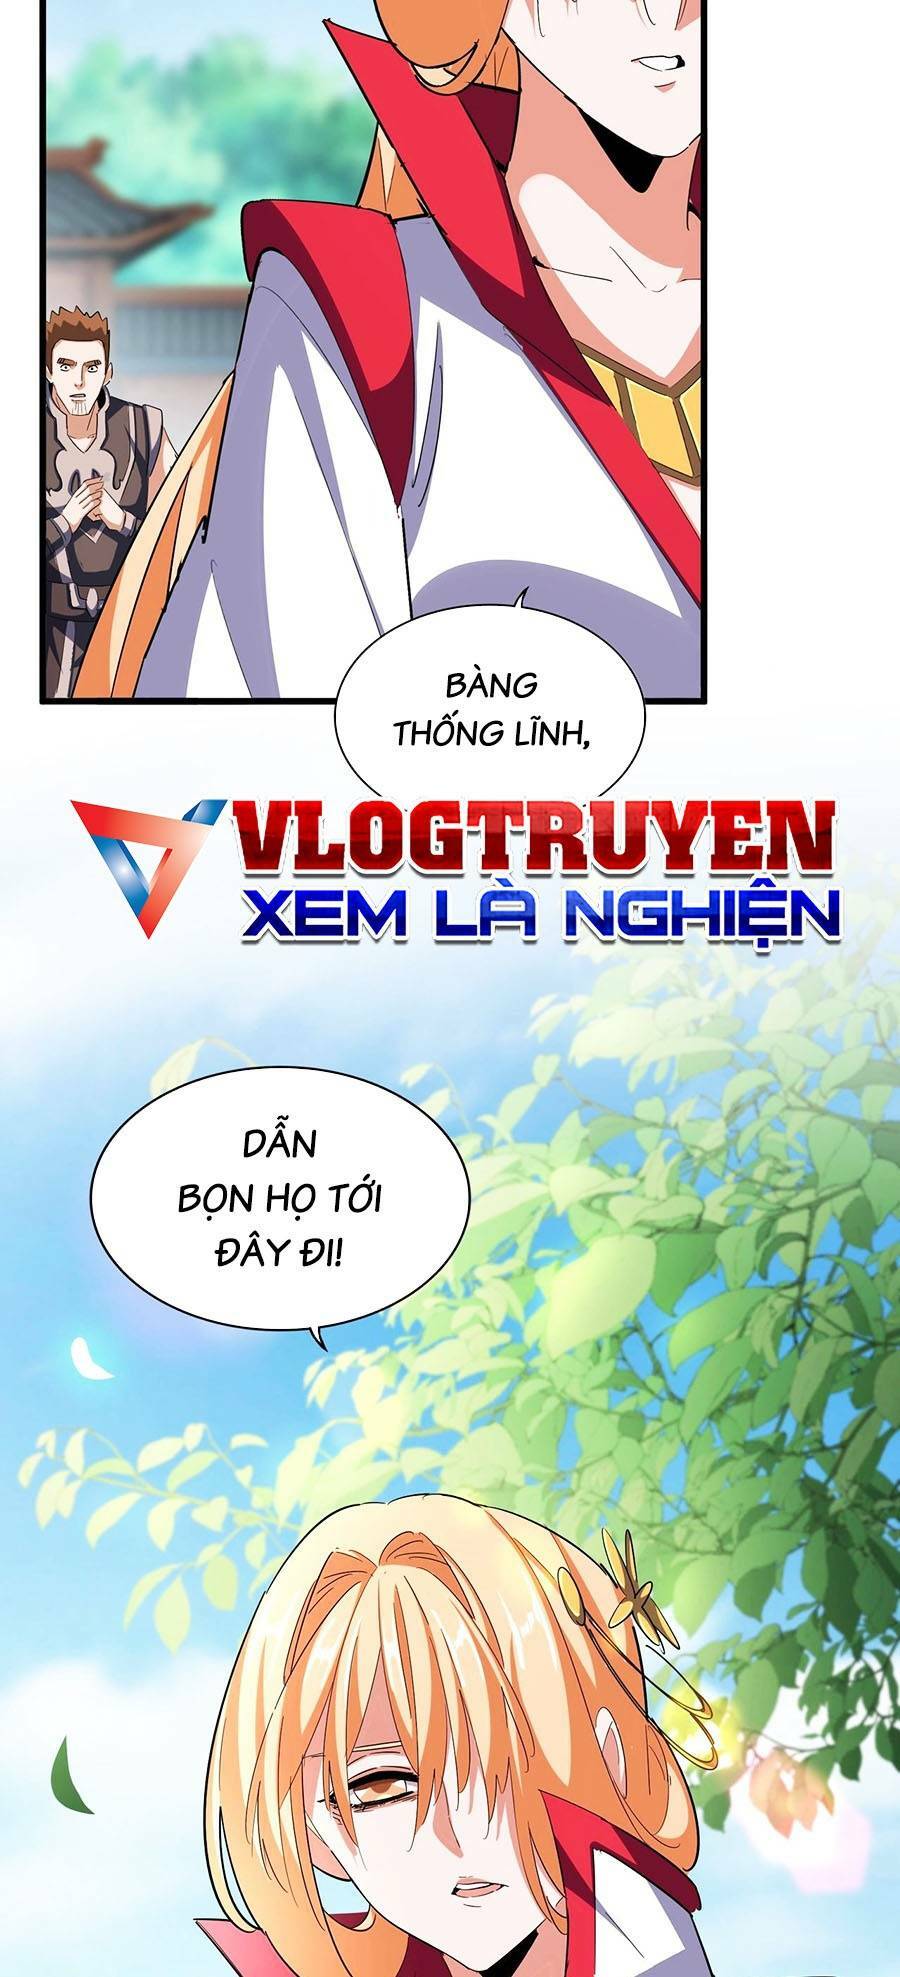 BÀNG
THỐNG LĨNH,
VLOGTRUYEN
XEM LÀ NGHIỆN
DẪN
BỌN HỌ TỚI
ĐÂY ĐI!